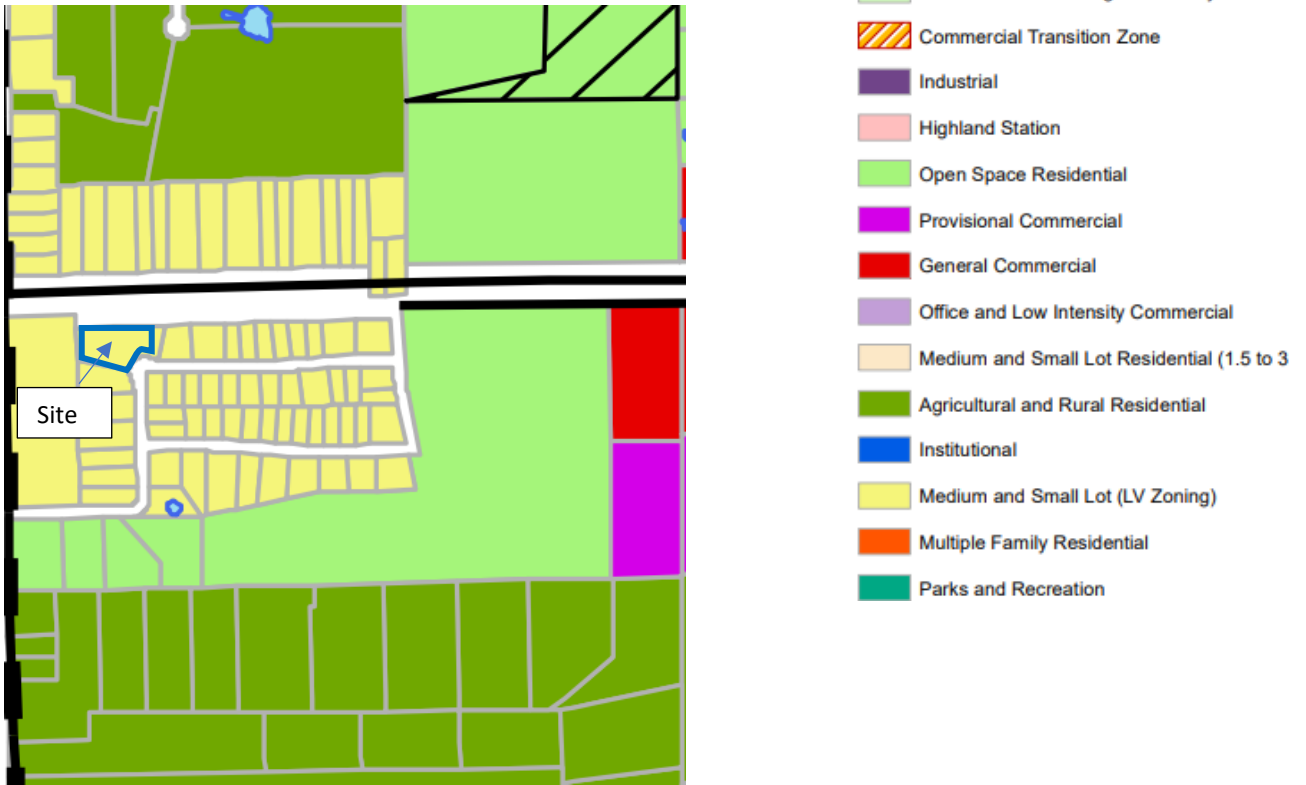 Commercial Transition Zone
Industrial
Highland Station
Open Space Residential
Provisional Commercial
General Commercial
Office and Low Intensity Commercial
Medium and Small Lot Residential (1.5 to 3
Agricultural and Rural Residential
Institutional
Medium and Small Lot (LV Zoning)
Multiple Family Residential
Parks and Recreation
Site